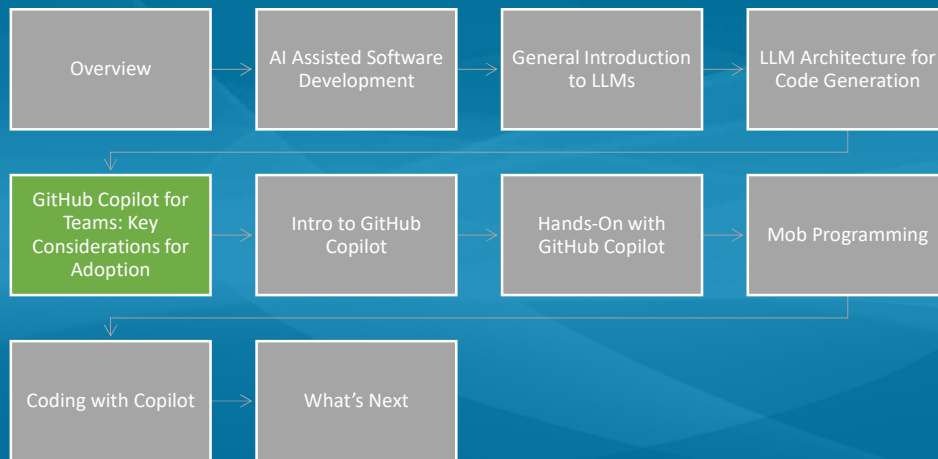 Overview
AI Assisted Software
Development
General Introduction
to LLMs
LLM Architecture for
Code Generation
GitHub Copilot for
Teams: Key
Considerations for
Adoption
Intro to GitHub
Copilot
Hands-On with
GitHub Copilot
Mob Programming
Coding with Copilot
What’s Next